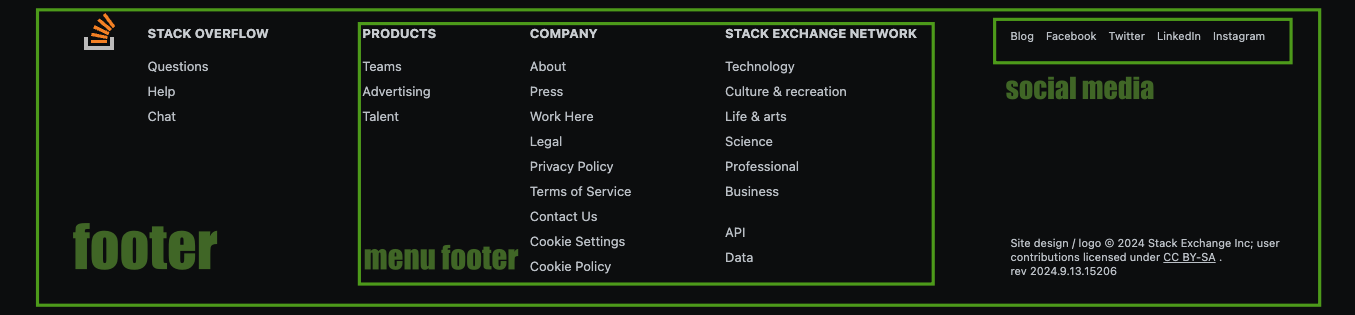 STACK OVERFLOW
Questions
Help
Chat
footer
PRODUCTS
Teams
Advertising
Talent
menu footer
COMPANY
About
Press
Work Here
Legal
Privacy Policy
Terms of Service
Contact Us
Cookie Settings
Cookie Policy
STACK EXCHANGE NETWORK
Technology
Culture & recreation
Life & arts
Science
Professional
Business
API
Data
Blog Facebook Twitter LinkedIn Instagram
social media
Site design / logo © 2024 Stack Exchange Inc; user
contributions licensed under CC BY-SA .
rev 2024.9.13.15206